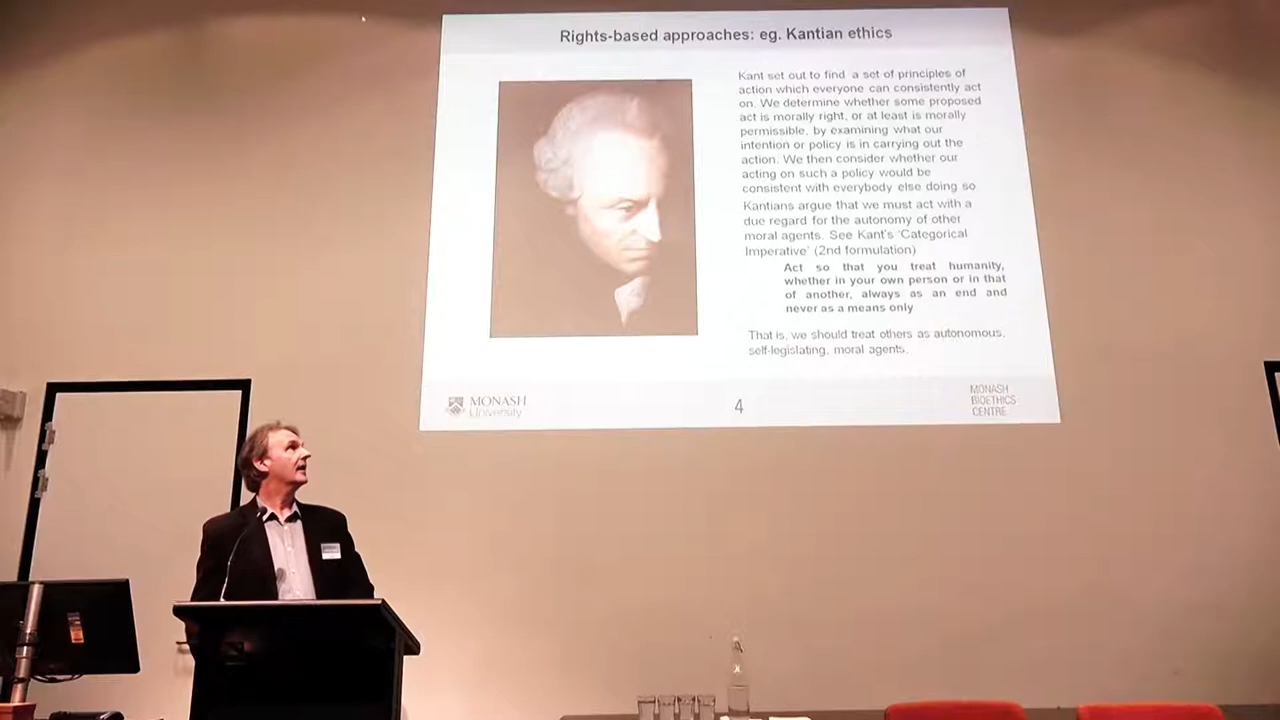 Rights-based approaches: eg. Kantian ethics
Kant set out to find a set of principles of
action which everyone can consistently act
on. We determine whether some proposed
act is morally right, or at least is morally
permissible, by examining what our
intention or policy is in carrying out the
action. We then consider whether our
acting on such a policy would be
consistent with everybody else doing so
Kantians argue that we must act with a
due regard for the autonomy of other
moral agents. See Kant's 'Categorical
Imperative' (2nd formulation)
Act so that you treat humanity,
whether in your own person or in that
of another, always as an end and
never as a means only
That is, we should treat others as autonomous,
self-legislating, moral agents.
MONASH
University
4
MONASH
BIOETHICS
CENTRE